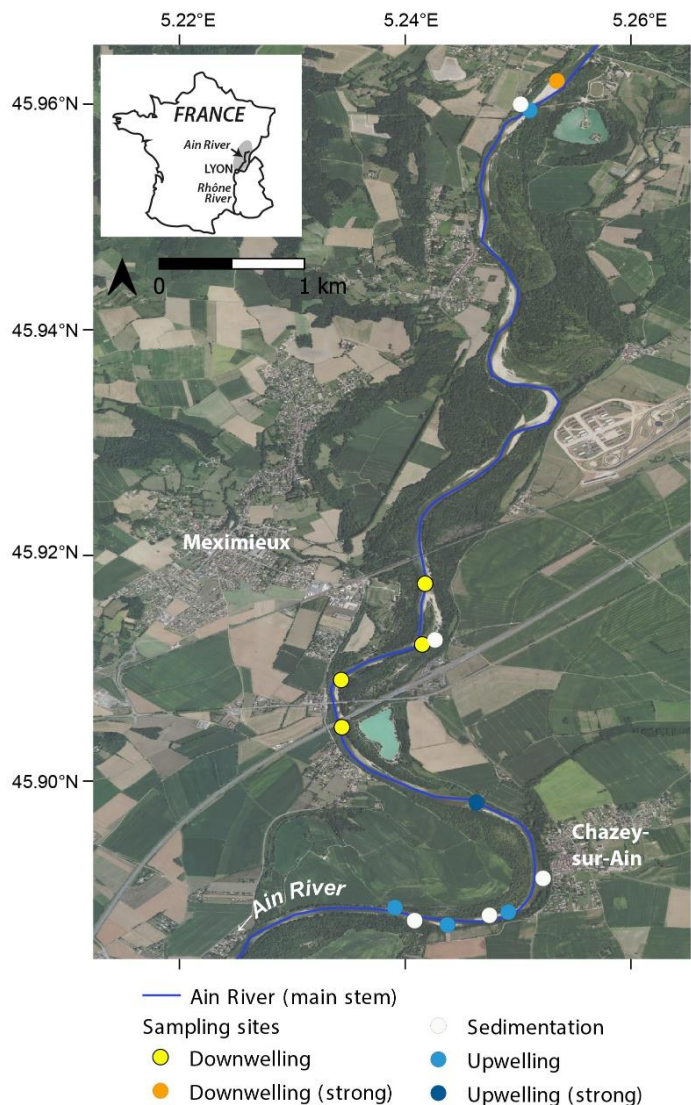 5.22°E 5.24°E 5.26°E
45.96°N
FRANCE
Ain River
LYON
Rhône
River
0 1 km
45.94°N
45.92°N
Meximieux
45.90°N
Chazey-
sur-Ain
Ain River
Ain River (main stem)
Sampling sites
Downwelling
Downwelling (strong)
Sedimentation
Upwelling
Upwelling (strong)